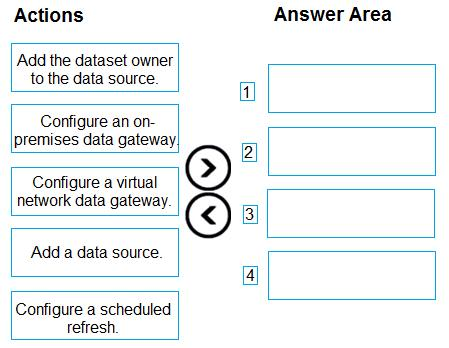 Actions
Answer Area
Add the dataset owner
to the data source.
Configure an on-
premises data gateway.
Configure a virtual
network data gateway.
Add a data source.
Configure a scheduled
refresh.
1
2
3
4